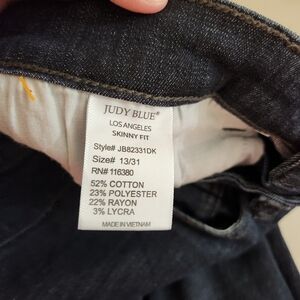 JUDY BLUE®
LOS ANGELES
SKINNY FIT
Style# JB82331DK
Size# 13/31
RN# 116380
52% COTTON
23% POLYESTER
22% RAYON
3% LYCRA
MADE IN VIETNAM